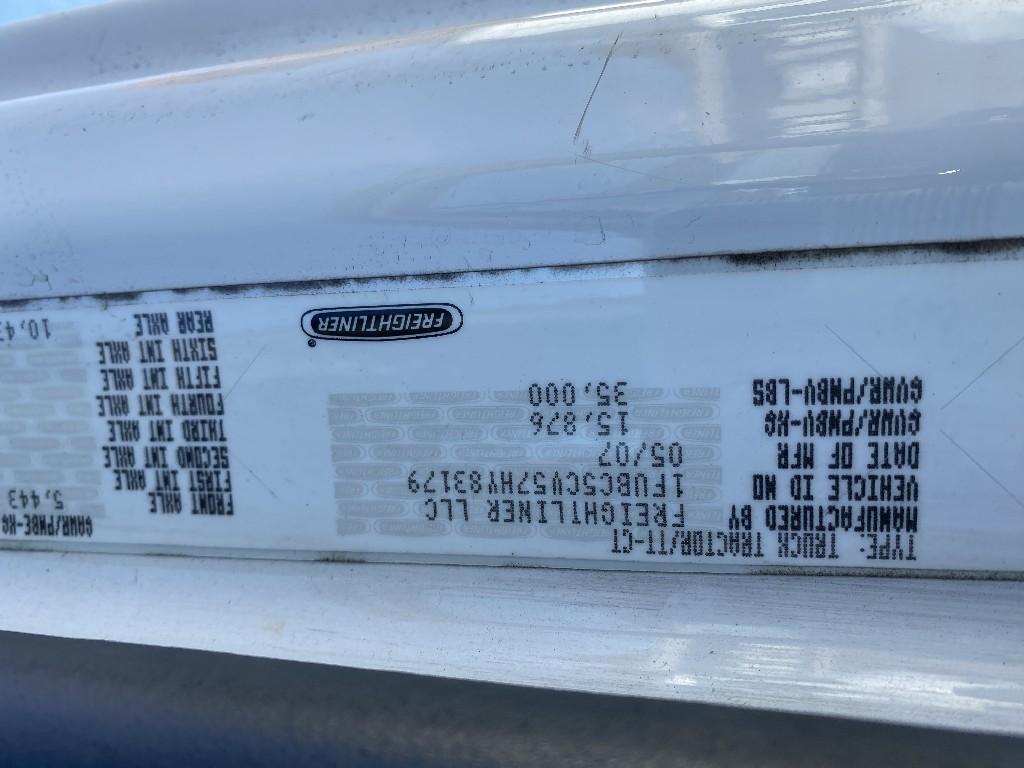 TYPE: TRUCK TRACTOR/TT-CT
MANUFACTURED BY FREIGHTLINER LLC
VEHICLE ID NO 1FUBC5CV57HY83179
DATE OF MFR 05/07
GVWR/PNBV-KG 15,876
GVWR/PNBV-LBS 35,000
FREIGHTLINER
GAWR/PNBE-KG
FRONT AXLE 5,443
FIRST INT AXLE
SECOND INT AXLE
THIRD INT AXLE
FOURTH INT AXLE
FIFTH INT AXLE
SIXTH INT AXLE
REAR AXLE